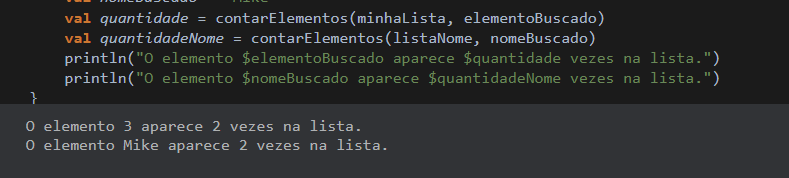 val quantidade = contarElementos(minhaLista, elementoBuscado)
val quantidadeNome = contarElementos(listaNome, nomeBuscado)
println("O elemento $elementoBuscado aparece $quantidade vezes na lista.")
println("O elemento $nomeBuscado aparece $quantidadeNome vezes na lista.")
}
O elemento 3 aparece 2 vezes na lista.
O elemento Mike aparece 2 vezes na lista.